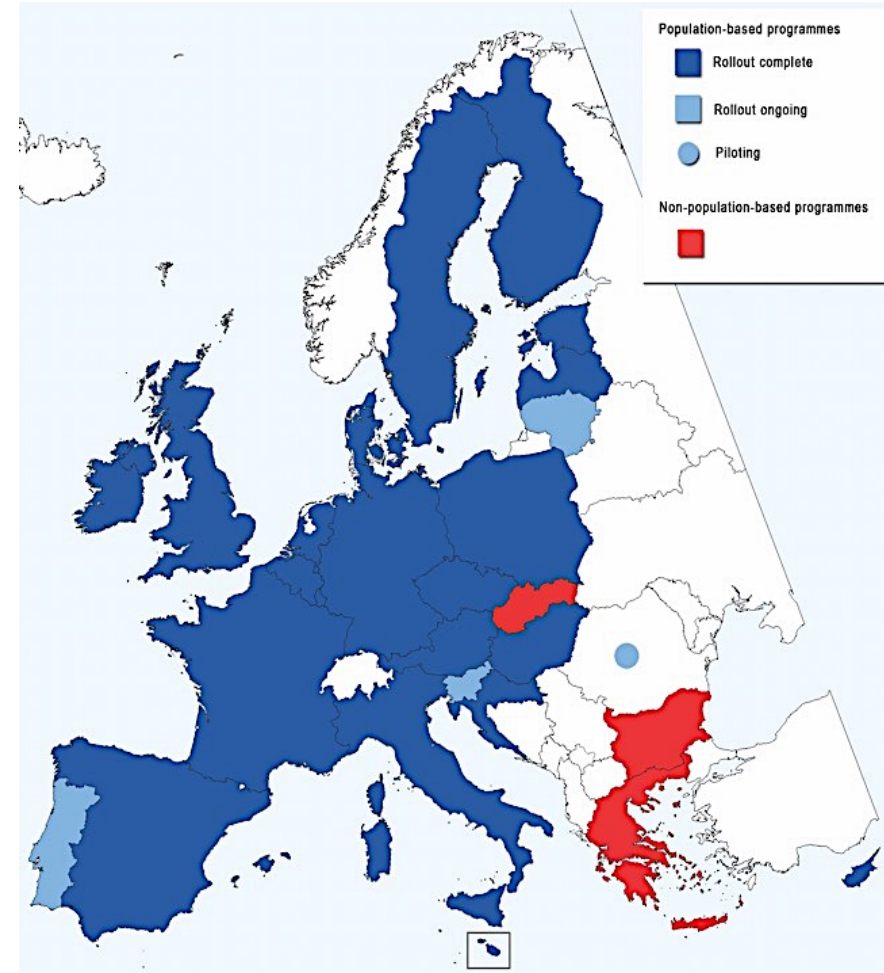 Population-based programmes
Rollout complete
Rollout ongoing
Piloting
Non-population-based programmes